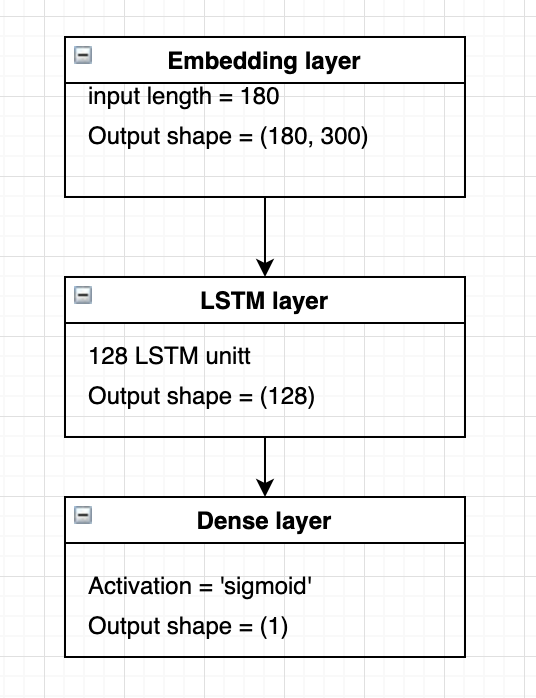 Embedding layer
input length = 180
Output shape = (180, 300)
LSTM layer
128 LSTM unitt
Output shape = (128)
Dense layer
Activation = 'sigmoid'
Output shape = (1)